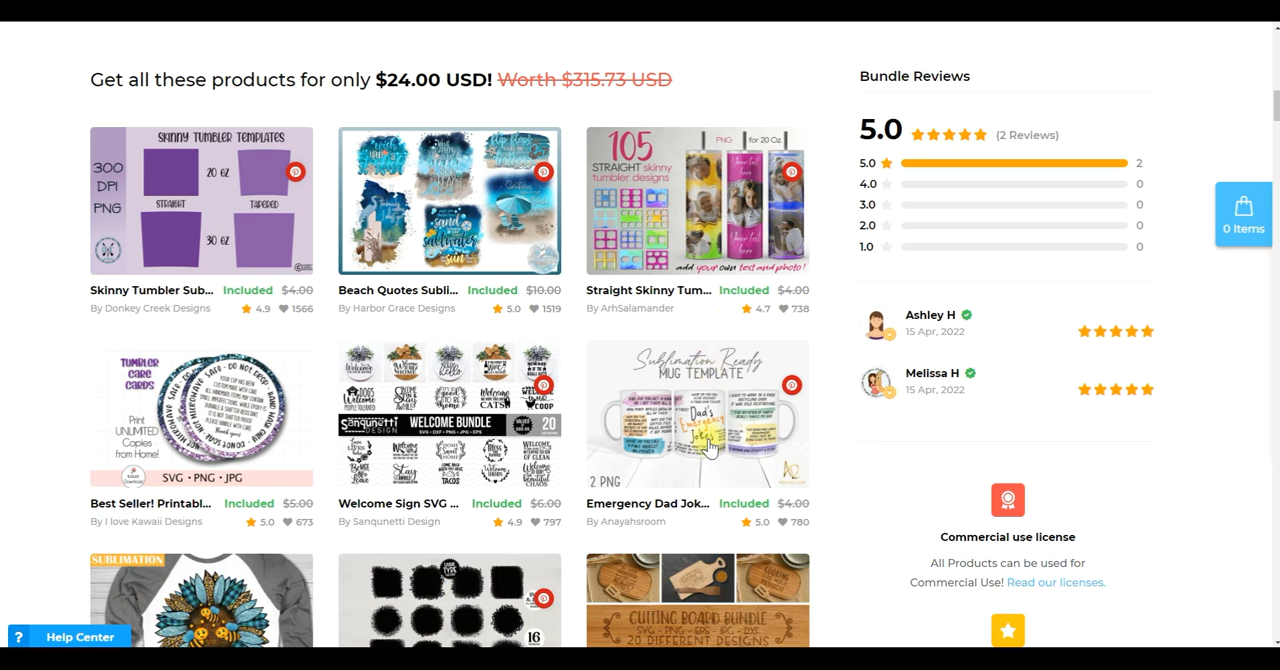 Get all these products for only $24.00 USD! Worth $315.73 USD
SKINNY TUMBLER TEMPLATES
300
DPI
PNG
20 OZ
STRAIGHT
TAPERED
30 OZ
Skinny Tumbler Sub... Included $4.00
By Donkey Creek Designs 4.9 1566
Beach Quotes Subli... Included $10.00
By Harbor Grace Designs 5.0 1519
105
PNG for 20 Oz
STRAIGHT skinny
tumbler designs
add your own text and photo!
Straight Skinny Tum... Included $4.00
By ArhSalamander 4.7 738
TUMBLER
CARE
CARDS
Print
UNLIMITED
Copies
from Home!
SVG • PNG • JPG
Best Seller! Printabl... Included $5.00
By I love Kawaii Designs 5.0 673
Sanqunetti DESIGN
WELCOME BUNDLE
20
Welcome Sign SVG ... Included $6.00
By Sanqunetti Design 4.9 797
Sublimation Ready
MUG TEMPLATE
Dad's
Emergency
Jokes
2 PNG
Emergency Dad Jok... Included $4.00
By Anayahsroom 5.0 780
SUBLIMATION
16
CUTTING BOARD BUNDLE
SVG - PNG - EPS - JPG - DXF
20 DIFFERENT DESIGNS
Bundle Reviews
5.0 (2 Reviews)
5.0 2
4.0 0
3.0 0
2.0 0
1.0 0
Ashley H
15 Apr, 2022
Melissa H
15 Apr, 2022
Commercial use license
All Products can be used for
Commercial Use! Read our licenses.
0 Items
? Help Center